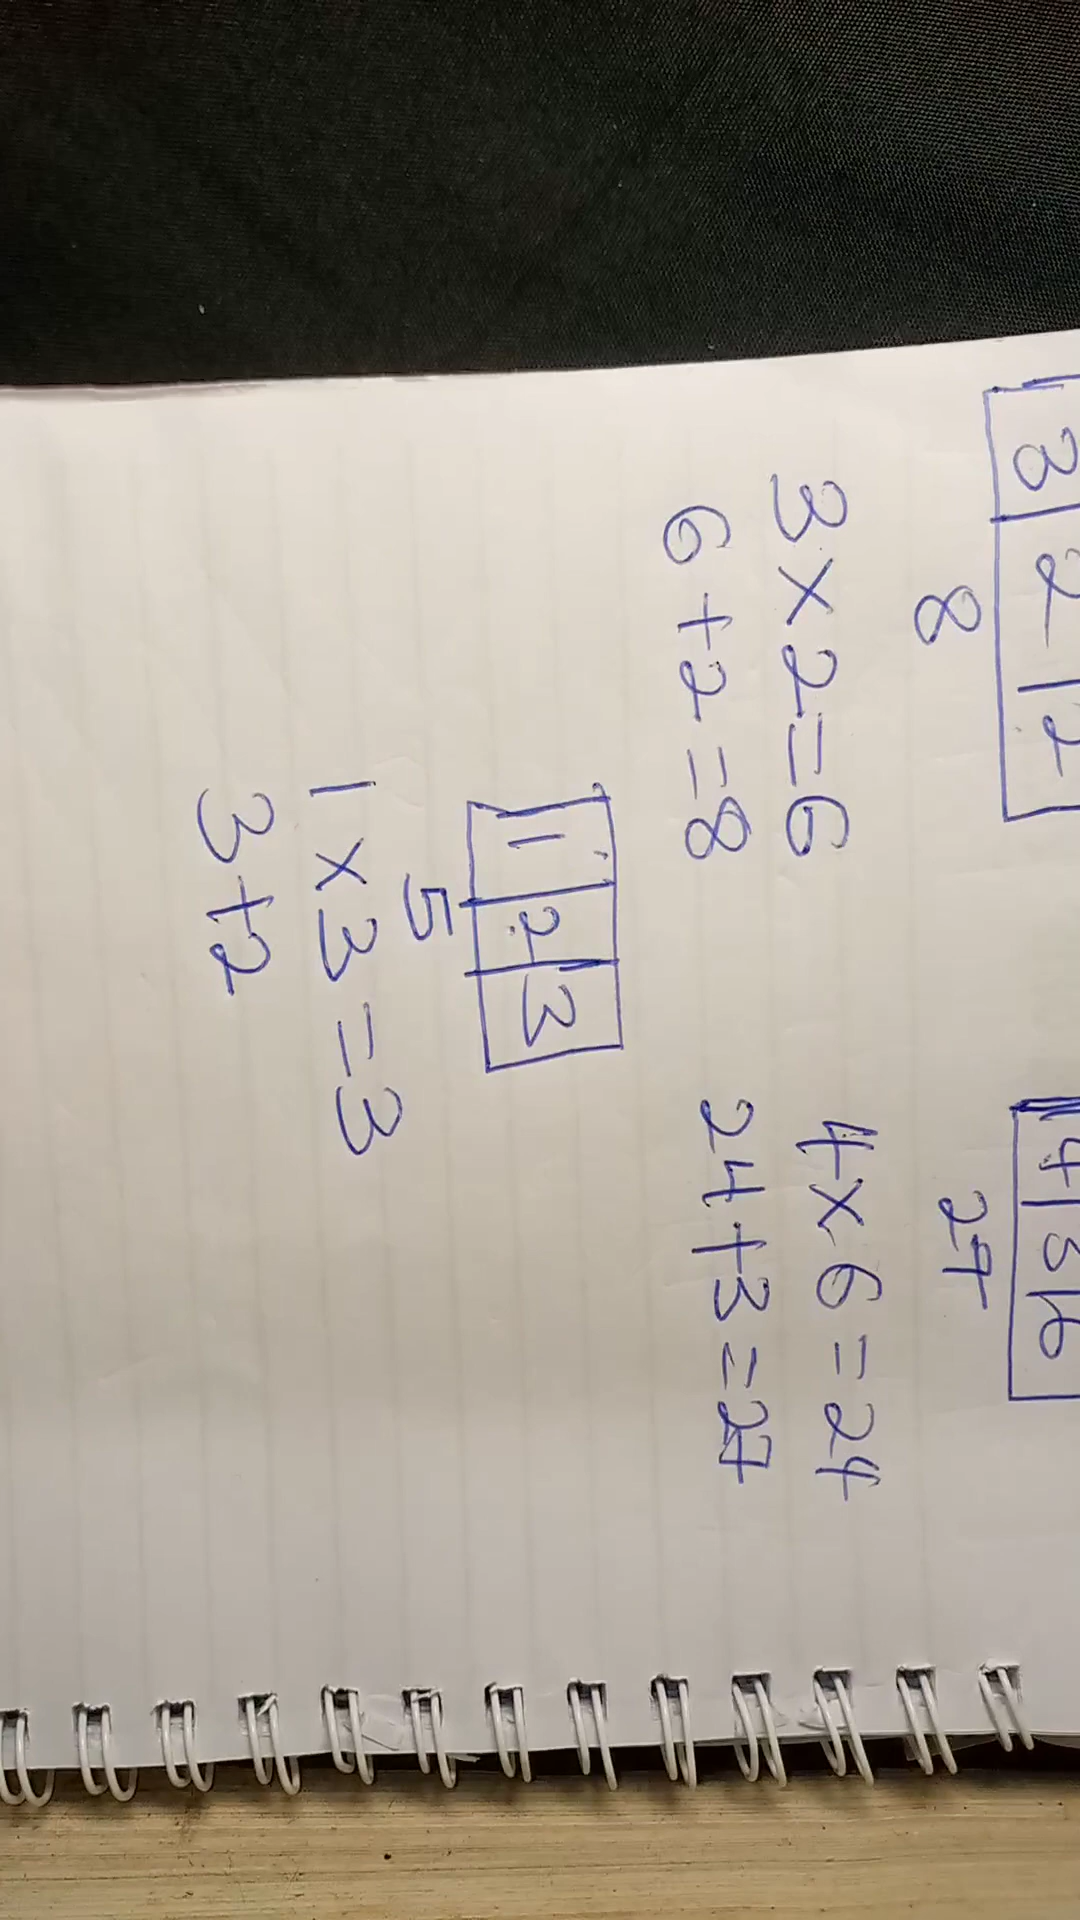 3 2 2
8
3 x 2 = 6
6 + 2 = 8
4 3 6
27
4 x 6 = 24
24 + 3 = 27
1 2 3
5
1 x 3 = 3
3 + 2